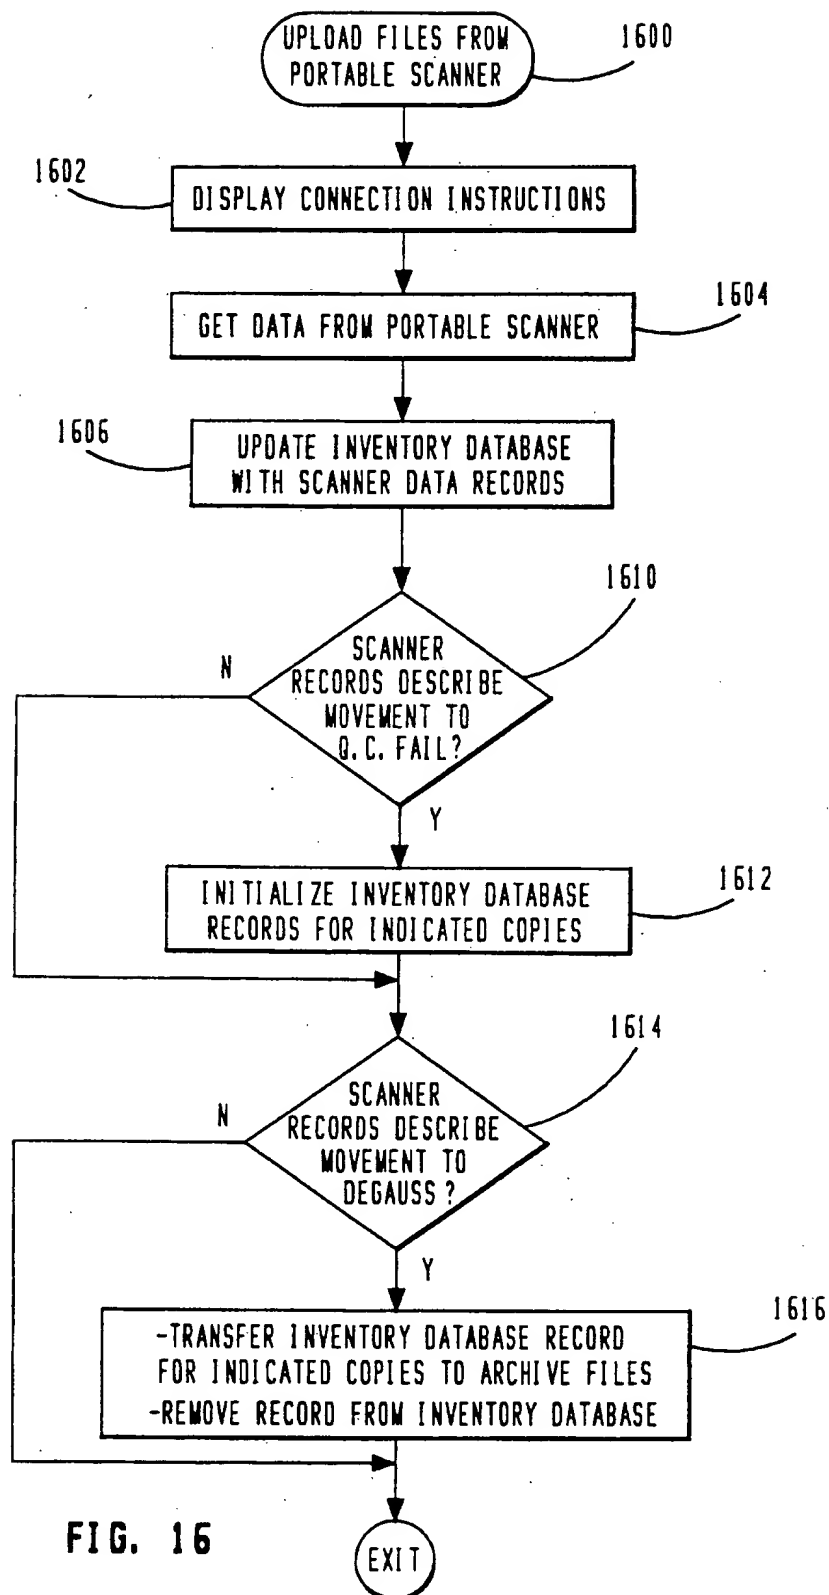 UPLOAD FILES FROM
PORTABLE SCANNER
1600
1602
DISPLAY CONNECTION INSTRUCTIONS
1604
GET DATA FROM PORTABLE SCANNER
1606
UPDATE INVENTORY DATABASE
WITH SCANNER DATA RECORDS
1610
SCANNER
RECORDS DESCRIBE
MOVEMENT TO
Q.C. FAIL?
N
Y
1612
INITIALIZE INVENTORY DATABASE
RECORDS FOR INDICATED COPIES
1614
SCANNER
RECORDS DESCRIBE
MOVEMENT TO
DEGAUSS?
N
Y
1616
-TRANSFER INVENTORY DATABASE RECORD
FOR INDICATED COPIES TO ARCHIVE FILES
-REMOVE RECORD FROM INVENTORY DATABASE
FIG. 16
EXIT